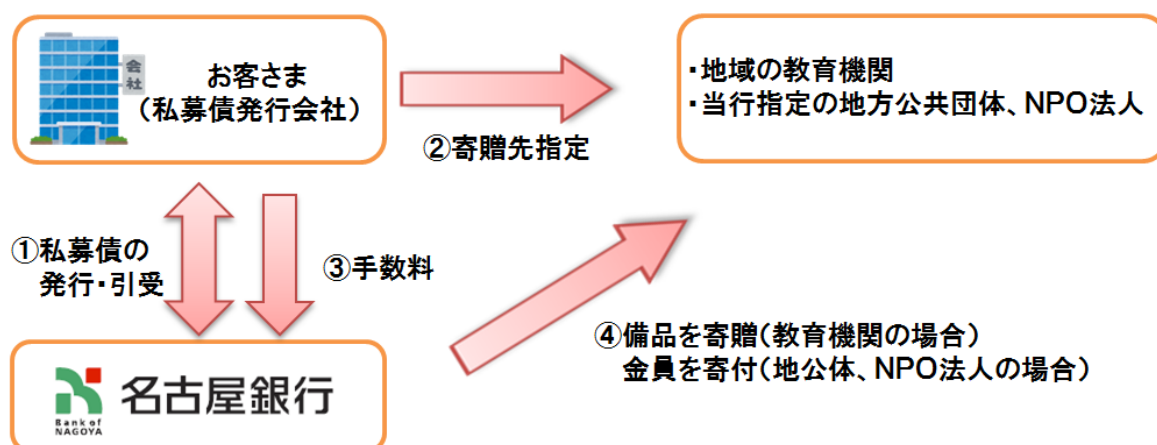 会社
お客さま
（私募債発行会社）
・地域の教育機関
・当行指定の地方公共団体、NPO法人
②寄贈先指定
①私募債の
発行・引受
③手数料
④備品を寄贈（教育機関の場合）
金員を寄付（地公体、NPO法人の場合）
名古屋銀行
Bank of
NAGOYA